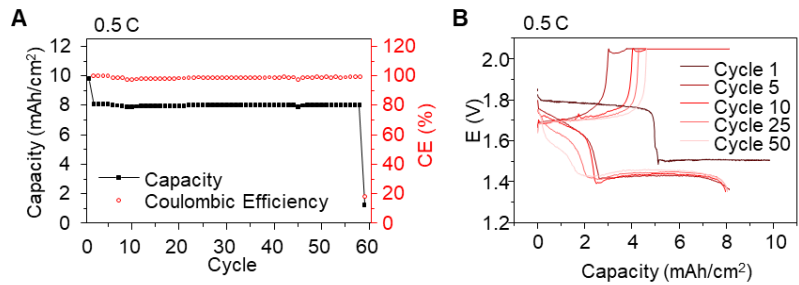 A
0.5 C
12
10
8
6
4
2
0
Capacity (mAh/cm²)
120
100
80
60
40
20
0
CE (%)
Capacity
Coulombic Efficiency
0 10 20 30 40 50 60
Cycle
B
0.5 C
2.0
1.8
1.6
1.4
1.2
E (V)
Cycle 1
Cycle 5
Cycle 10
Cycle 25
Cycle 50
0 2 4 6 8 10
Capacity (mAh/cm²)